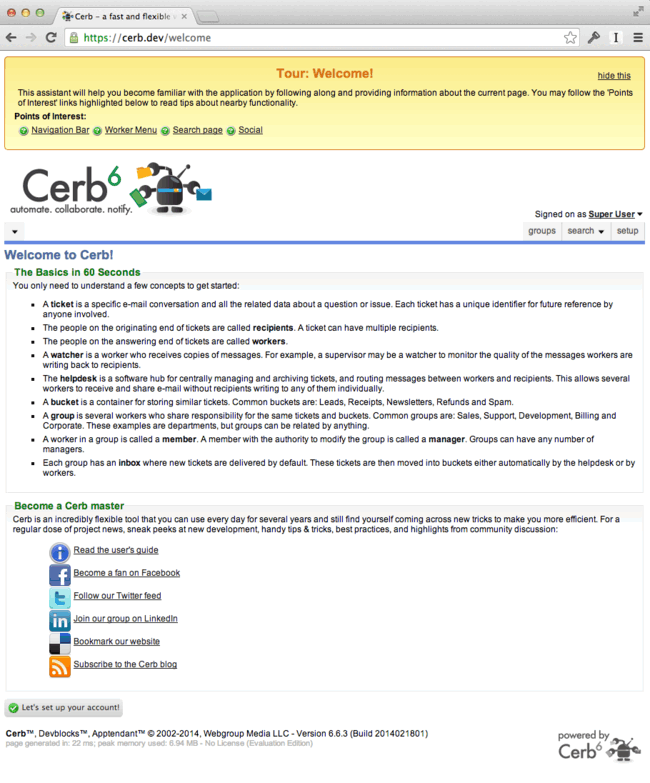 Cerb – a fast and flexible
https://cerb.dev/welcome
Tour: Welcome!
hide this
This assistant will help you become familiar with the application by following along and providing information about the current page. You may follow the 'Points
of Interest' links highlighted below to read tips about nearby functionality.
Points of Interest:
Navigation Bar Worker Menu Search page Social
Cerb6
automate. collaborate. notify.
Signed on as Super User
groups search setup
Welcome to Cerb!
The Basics in 60 Seconds
You only need to understand a few concepts to get started:
A ticket is a specific e-mail conversation and all the related data about a question or issue. Each ticket has a unique identifier for future reference by
anyone involved.
The people on the originating end of tickets are called recipients. A ticket can have multiple recipients.
The people on the answering end of tickets are called workers.
A watcher is a worker who receives copies of messages. For example, a supervisor may be a watcher to monitor the quality of the messages workers are
writing back to recipients.
The helpdesk is a software hub for centrally managing and archiving tickets, and routing messages between workers and recipients. This allows several
workers to receive and share e-mail without recipients writing to any of them individually.
A bucket is a container for storing similar tickets. Common buckets are: Leads, Receipts, Newsletters, Refunds and Spam.
A group is several workers who share responsibility for the same tickets and buckets. Common groups are: Sales, Support, Development, Billing and
Corporate. These examples are departments, but groups can be related by anything.
A worker in a group is called a member. A member with the authority to modify the group is called a manager. Groups can have any number of
managers.
Each group has an inbox where new tickets are delivered by default. These tickets are then moved into buckets either automatically by the helpdesk or by
workers.
Become a Cerb master
Cerb is an incredibly flexible tool that you can use every day for several years and still find yourself coming across new tricks to make you more efficient. For a
regular dose of project news, sneak peeks at new development, handy tips & tricks, best practices, and highlights from community discussion:
Read the user's guide
Become a fan on Facebook
Follow our Twitter feed
Join our group on LinkedIn
Bookmark our website
Subscribe to the Cerb blog
Let's set up your account!
Cerb™, Devblocks™, Apptendant™ © 2002-2014, Webgroup Media LLC - Version 6.6.3 (Build 2014021801)
page generated in: 22 ms; peak memory used: 6.94 MB - No License (Evaluation Edition)
powered by
Cerb6